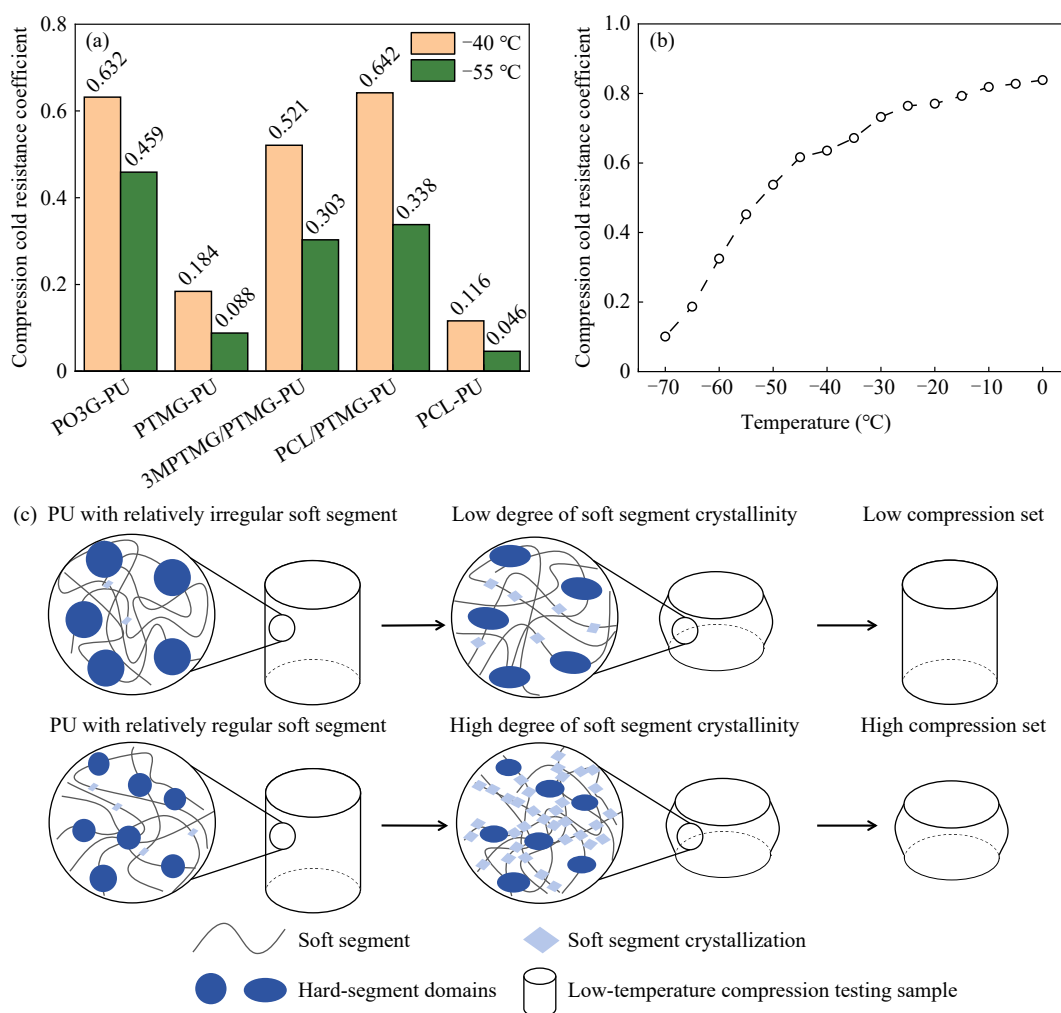 (a)
−40 ℃
−55 ℃
Compression cold resistance coefficient
0.8
0.6
0.4
0.2
0
0.632
0.459
0.184
0.088
0.521
0.303
0.642
0.338
0.116
0.046
PO3G-PU
PTMG-PU
3MPTMG/PTMG-PU
PCL/PTMG-PU
PCL-PU
(b)
Compression cold resistance coefficient
1.0
0.8
0.6
0.4
0.2
0
−70
−60
−50
−40
−30
−20
−10
0
Temperature (℃)
(c) PU with relatively irregular soft segment
Low degree of soft segment crystallinity
Low compression set
PU with relatively regular soft segment
High degree of soft segment crystallinity
High compression set
Soft segment
Soft segment crystallization
Hard-segment domains
Low-temperature compression testing sample